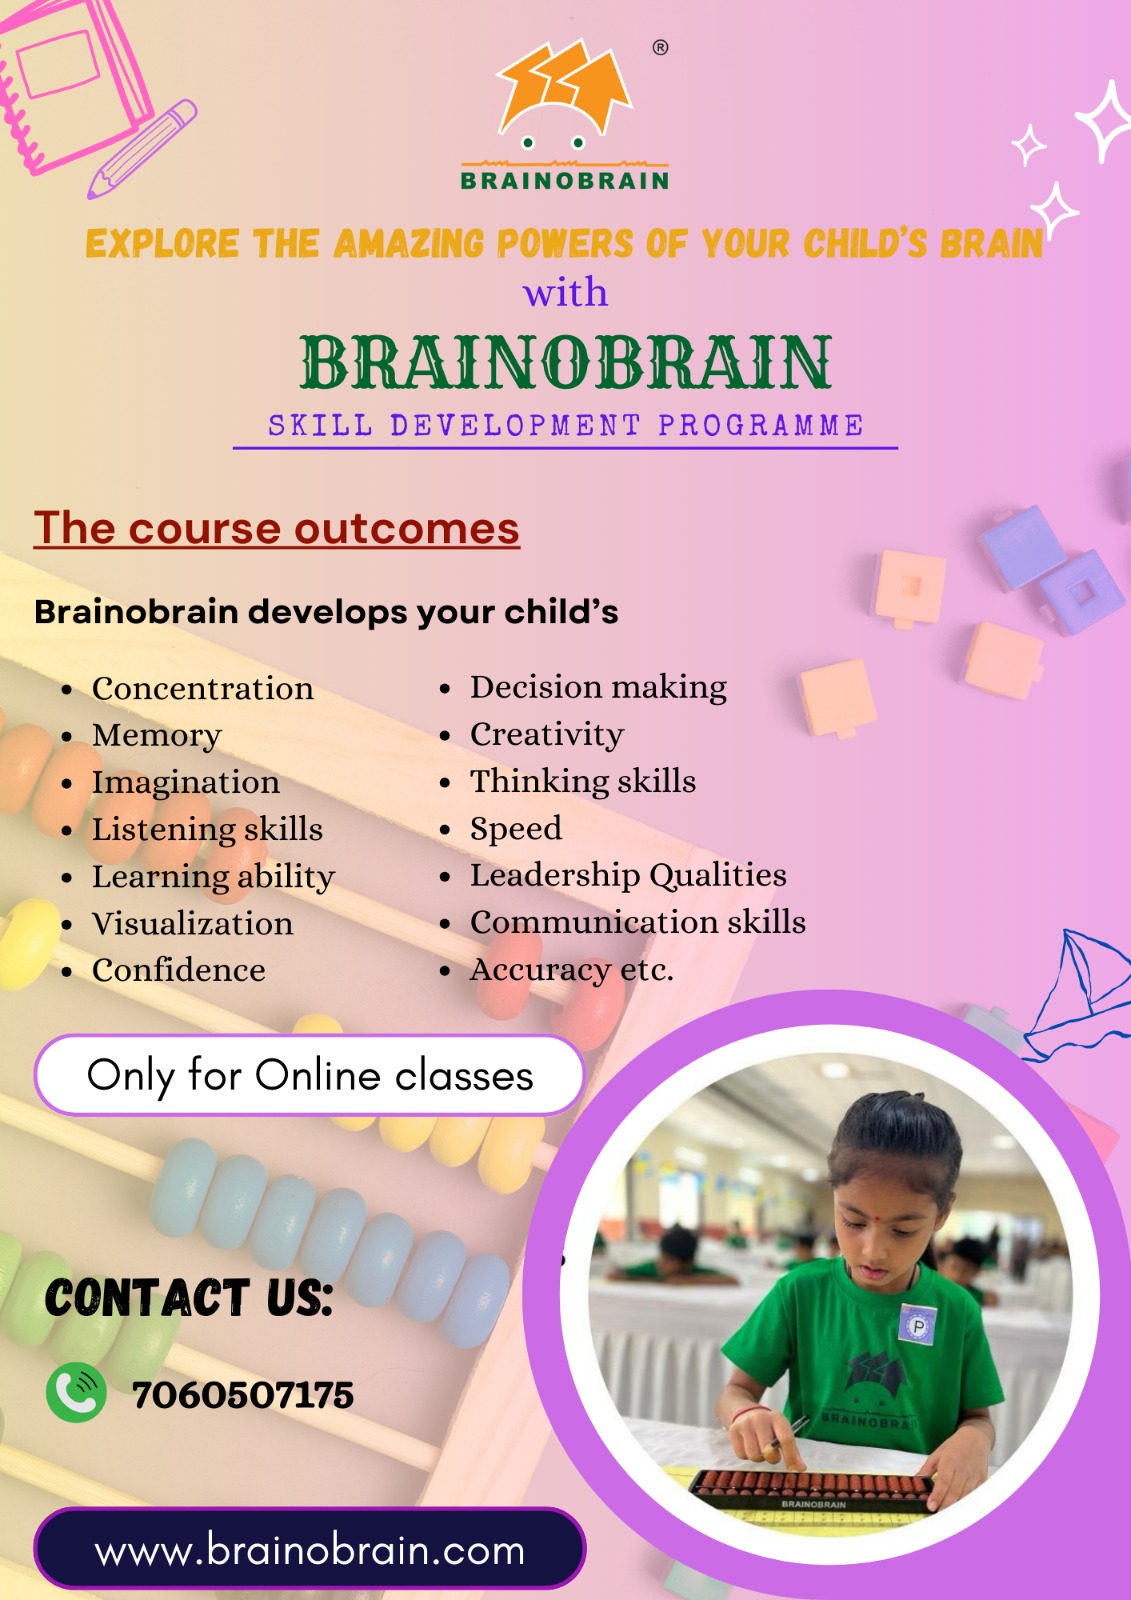 ®
BRAINOBRAIN
EXPLORE THE AMAZING POWERS OF YOUR CHILD'S BRAIN
with
BRAINOBRAIN
SKILL DEVELOPMENT PROGRAMME
The course outcomes
Brainobrain develops your child's
• Concentration
• Memory
• Imagination
• Listening skills
• Learning ability
• Visualization
• Confidence
• Decision making
• Creativity
• Thinking skills
• Speed
• Leadership Qualities
• Communication skills
• Accuracy etc.
Only for Online classes
CONTACT US:
7060507175
www.brainobrain.com
P
BRAINOBRA
BRAINOBRAIN